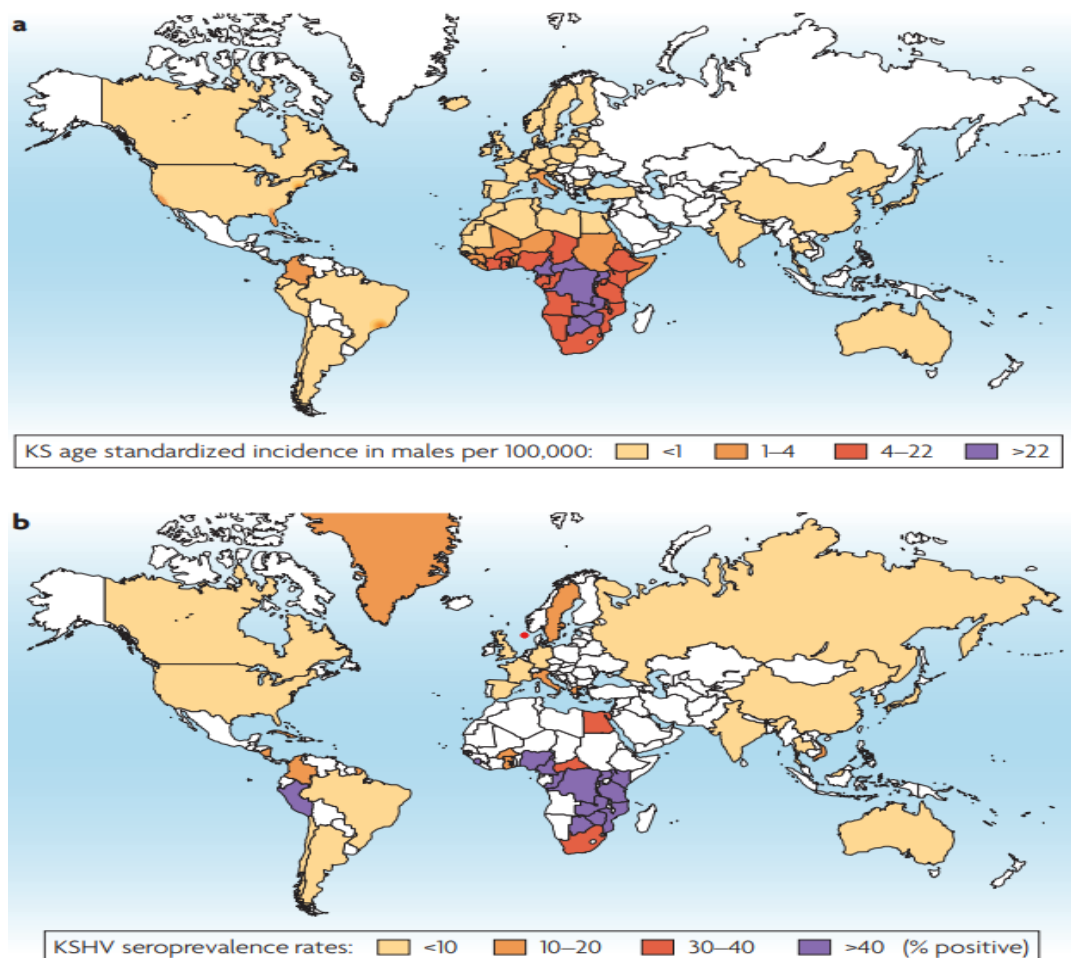 a
KS age standardized incidence in males per 100,000: <1 1–4 4–22 >22
b
KSHV seroprevalence rates: <10 10–20 30–40 >40 (% positive)